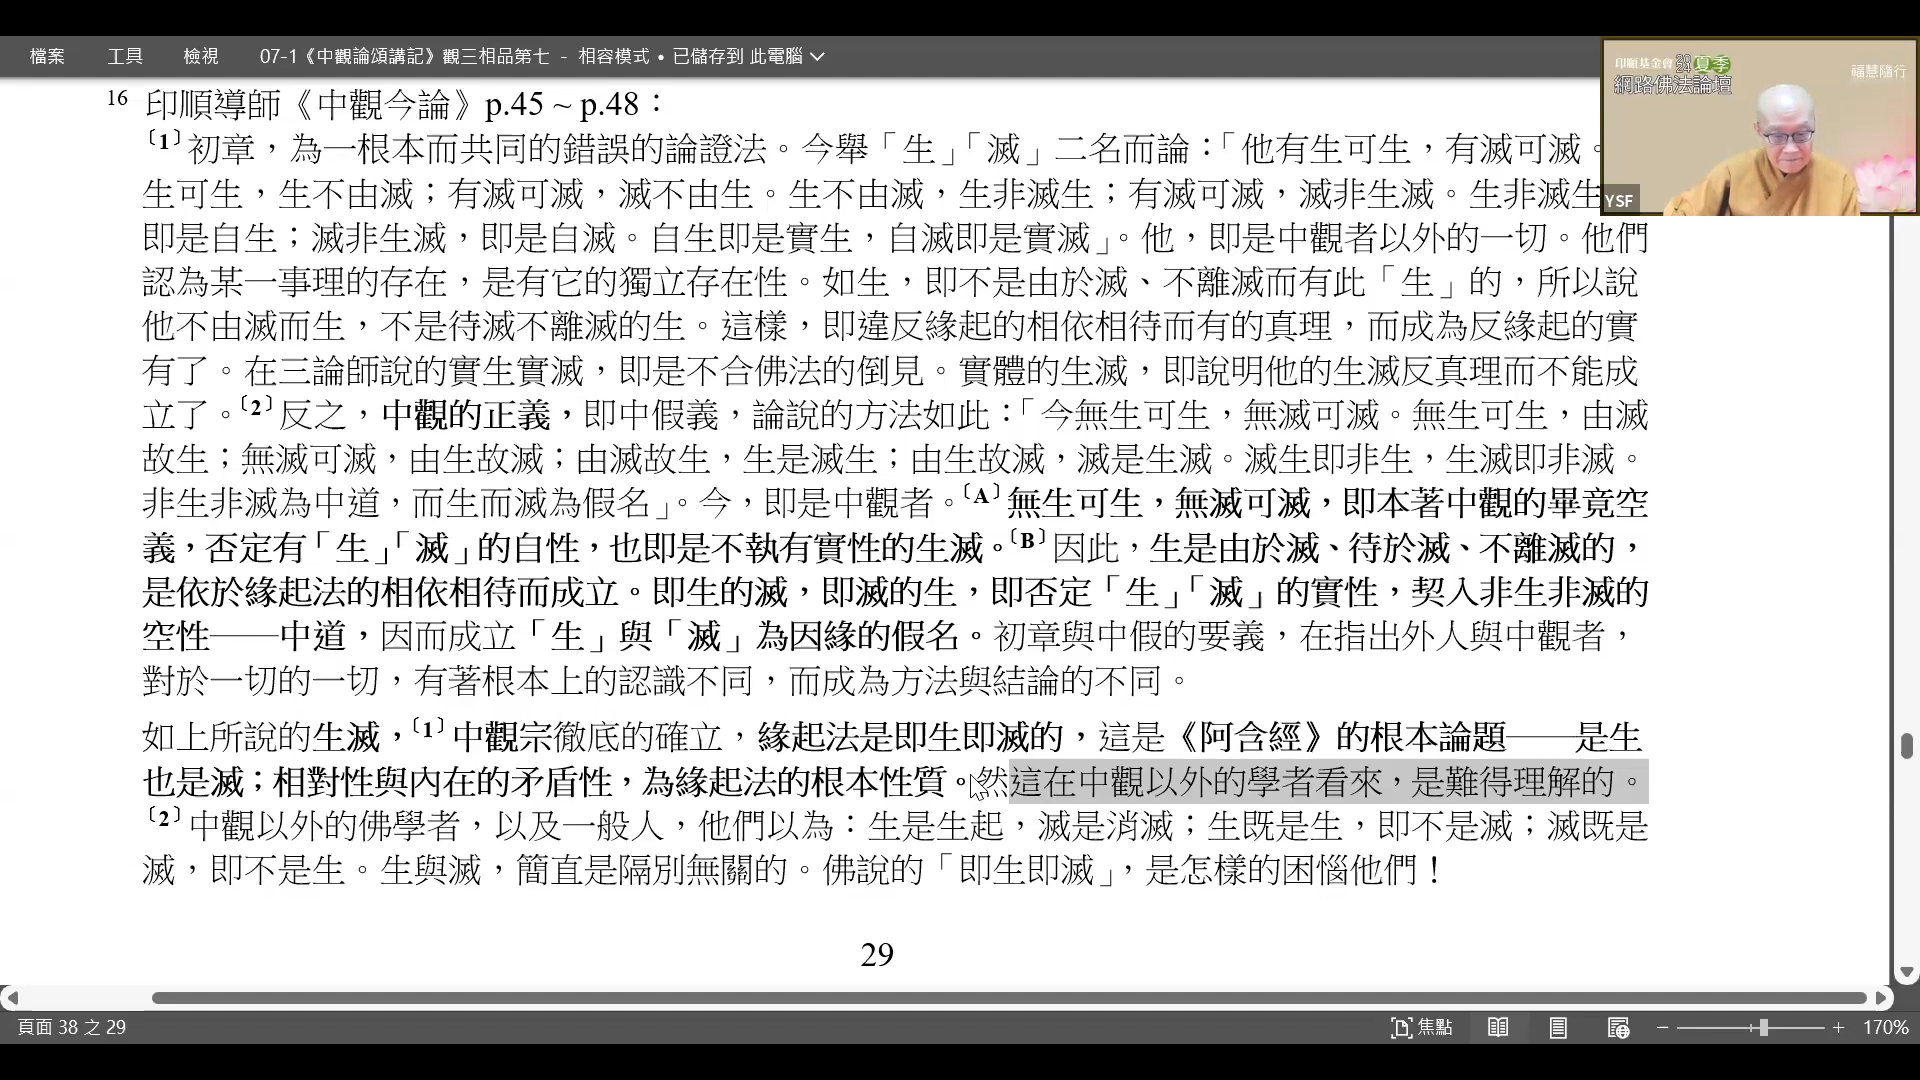 檔案 工具 檢視 07-1《中觀論頌講記》觀三相品第七 - 相容模式 • 已儲存到 此電腦
印順基金會 2024 夏季
網路佛法論壇
福慧隨行
YSF
16 印順導師《中觀今論》p.45 ~ p.48：
〔1〕初章，為一根本而共同的錯誤的論證法。今舉「生」「滅」二名而論：「他有生可生，有滅可滅。
生可生，生不由滅；有滅可滅，滅不由生。生不由滅，生非滅生；有滅可滅，滅非生滅。生非滅生
即是自生；滅非生滅，即是自滅。自生即是實生，自滅即是實滅」。他，即是中觀者以外的一切。他們
認為某一事理的存在，是有它的獨立存在性。如生，即不是由於滅、不離滅而有此「生」的，所以說
他不由滅而生，不是待滅不離滅的生。這樣，即違反緣起的相依相待而有的真理，而成為反緣起的實
有了。在三論師說的實生實滅，即是不合佛法的倒見。實體的生滅，即說明他的生滅反真理而不能成
立了。〔2〕反之，中觀的正義，即中假義，論說的方法如此：「今無生可生，無滅可滅。無生可生，由滅
故生；無滅可滅，由生故滅；由滅故生，生是滅生；由生故滅，滅是生滅。滅生即非生，生滅即非滅。
非生非滅為中道，而生而滅為假名」。今，即是中觀者。〔A〕無生可生，無滅可滅，即本著中觀的畢竟空
義，否定有「生」「滅」的自性，也即是不執有實性的生滅。〔B〕因此，生是由於滅、待於滅、不離滅的，
是依於緣起法的相依相待而成立。即生的滅，即滅的生，即否定「生」「滅」的實性，契入非生非滅的
空性——中道，因而成立「生」與「滅」為因緣的假名。初章與中假的要義，在指出外人與中觀者，
對於一切的一切，有著根本上的認識不同，而成為方法與結論的不同。
如上所說的生滅，〔1〕中觀宗徹底的確立，緣起法是即生即滅的，這是《阿含經》的根本論題——是生
也是滅；相對性與內在的矛盾性，為緣起法的根本性質。然這在中觀以外的學者看來，是難得理解的。
〔2〕中觀以外的佛學者，以及一般人，他們以為：生是生起，滅是消滅；生既是生，即不是滅；滅既是
滅，即不是生。生與滅，簡直是隔別無關的。佛說的「即生即滅」，是怎樣的困惱他們！
29
頁面 38 之 29 焦點 − + 170%